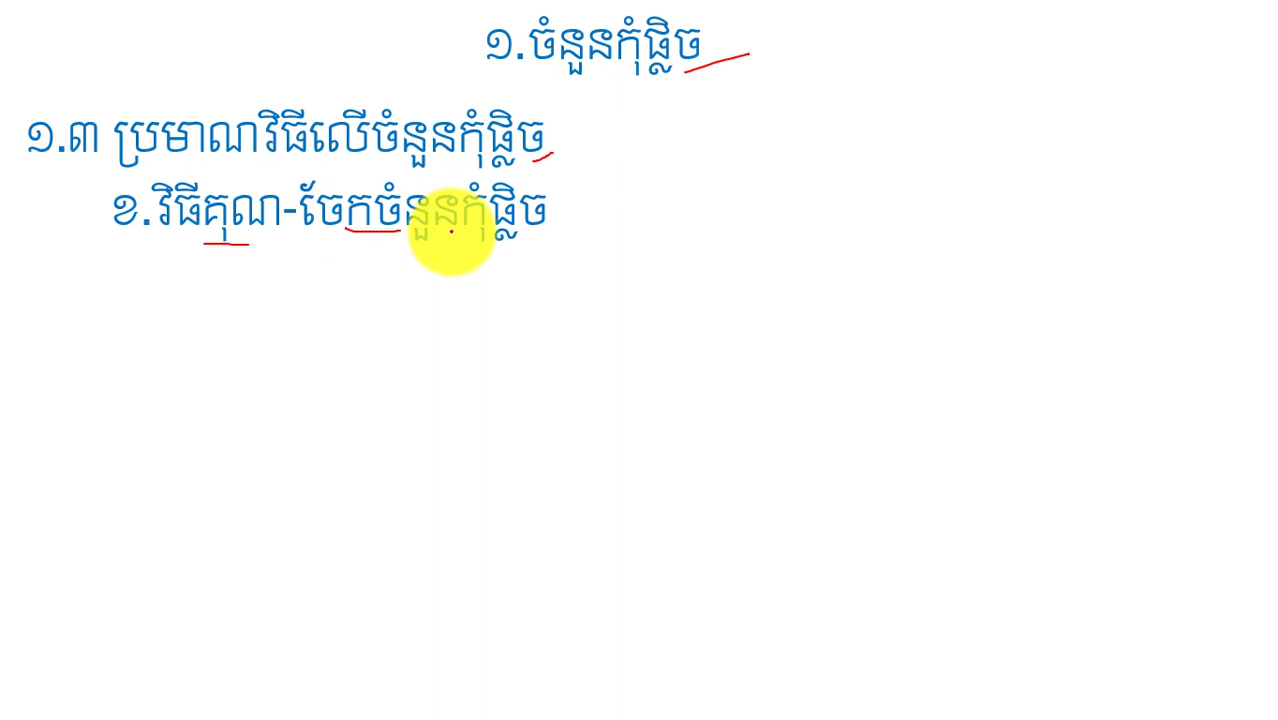 ១.ចំនួនកុំផ្លិច
១.៣ ប្រមាណវិធីលើចំនួនកុំផ្លិច
ខ.វិធីគុណ-ចែកចំនួនកុំផ្លិច